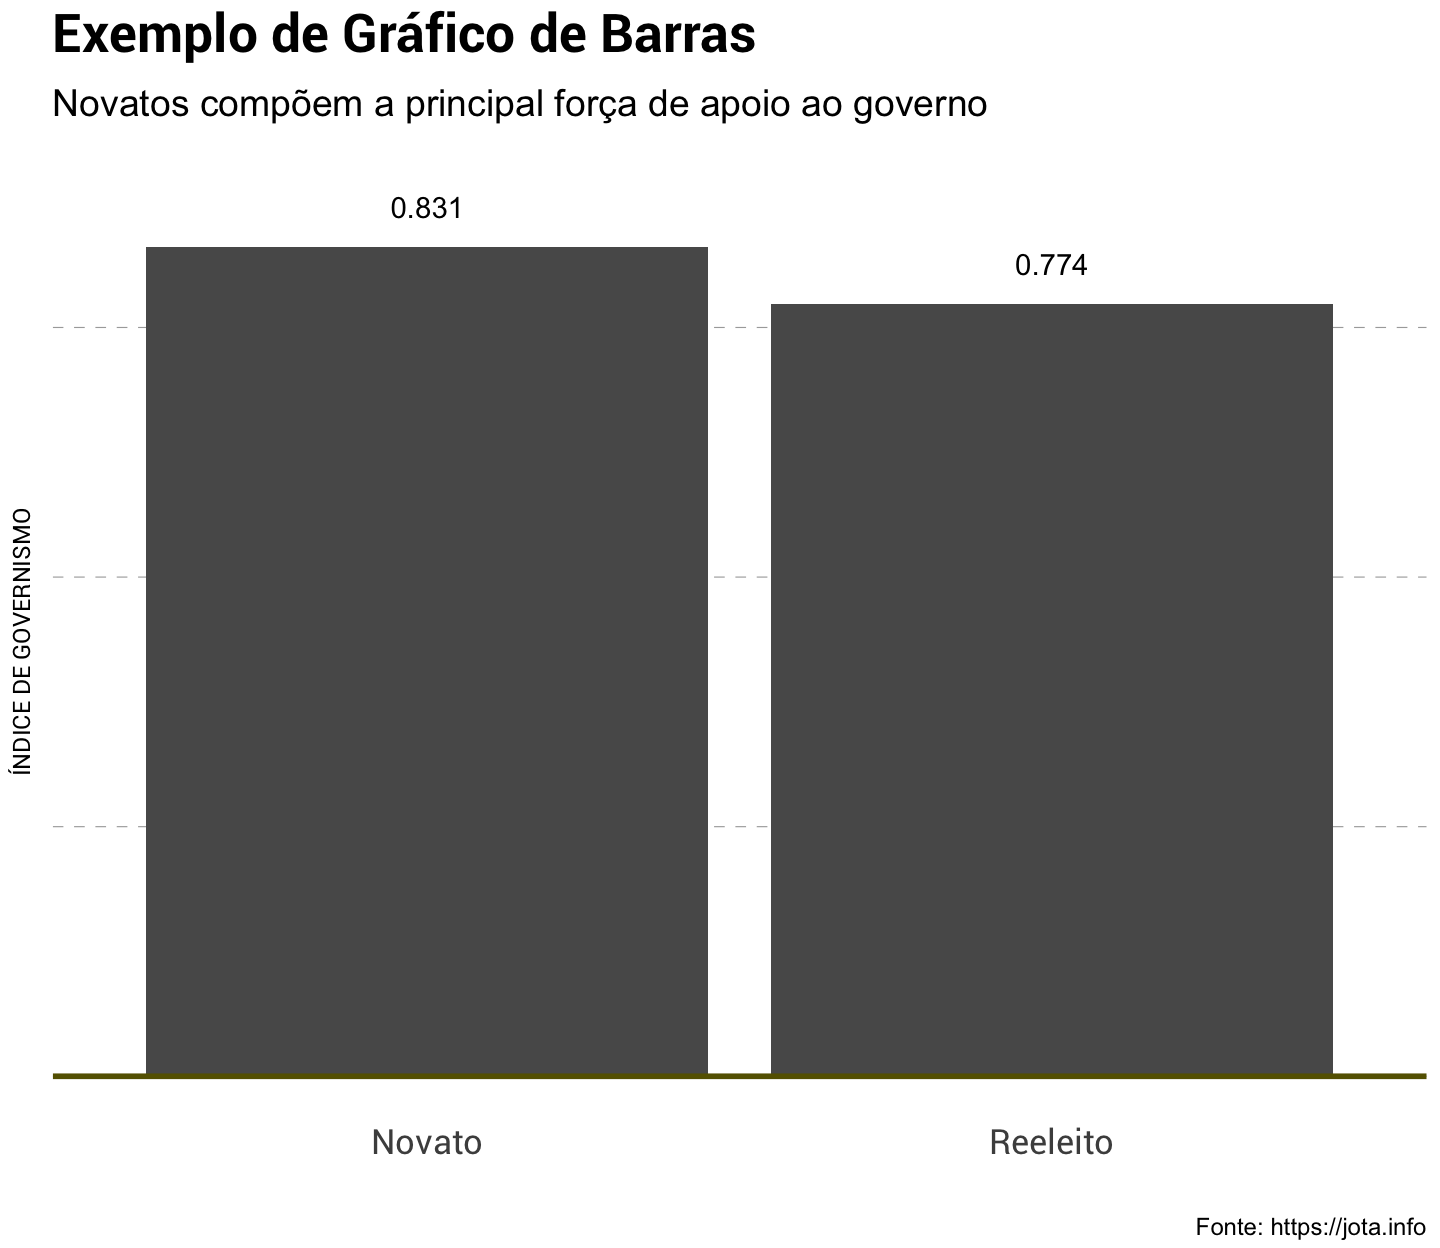 Exemplo de Gráfico de Barras
Novatos compõem a principal força de apoio ao governo
0.831
0.774
ÍNDICE DE GOVERNISMO
Novato
Reeleito
Fonte: https://jota.info